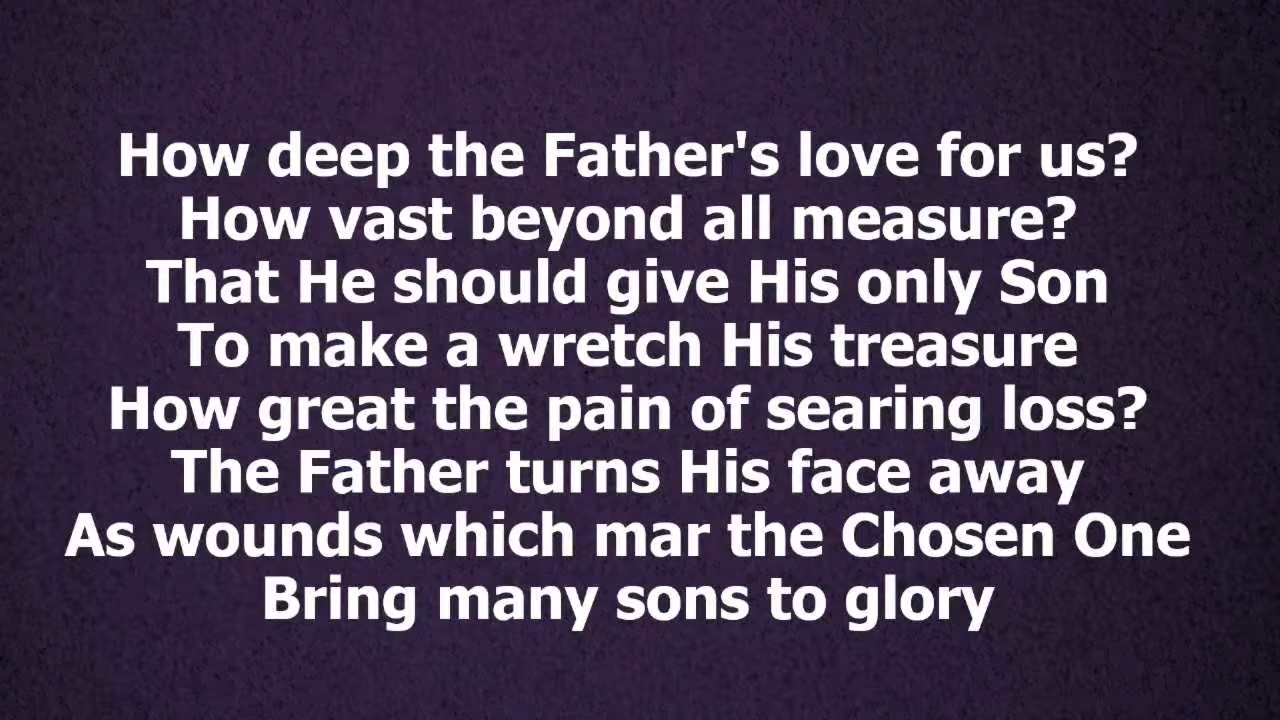 How deep the Father's love for us?
How vast beyond all measure?
That He should give His only Son
To make a wretch His treasure
How great the pain of searing loss?
The Father turns His face away
As wounds which mar the Chosen One
Bring many sons to glory